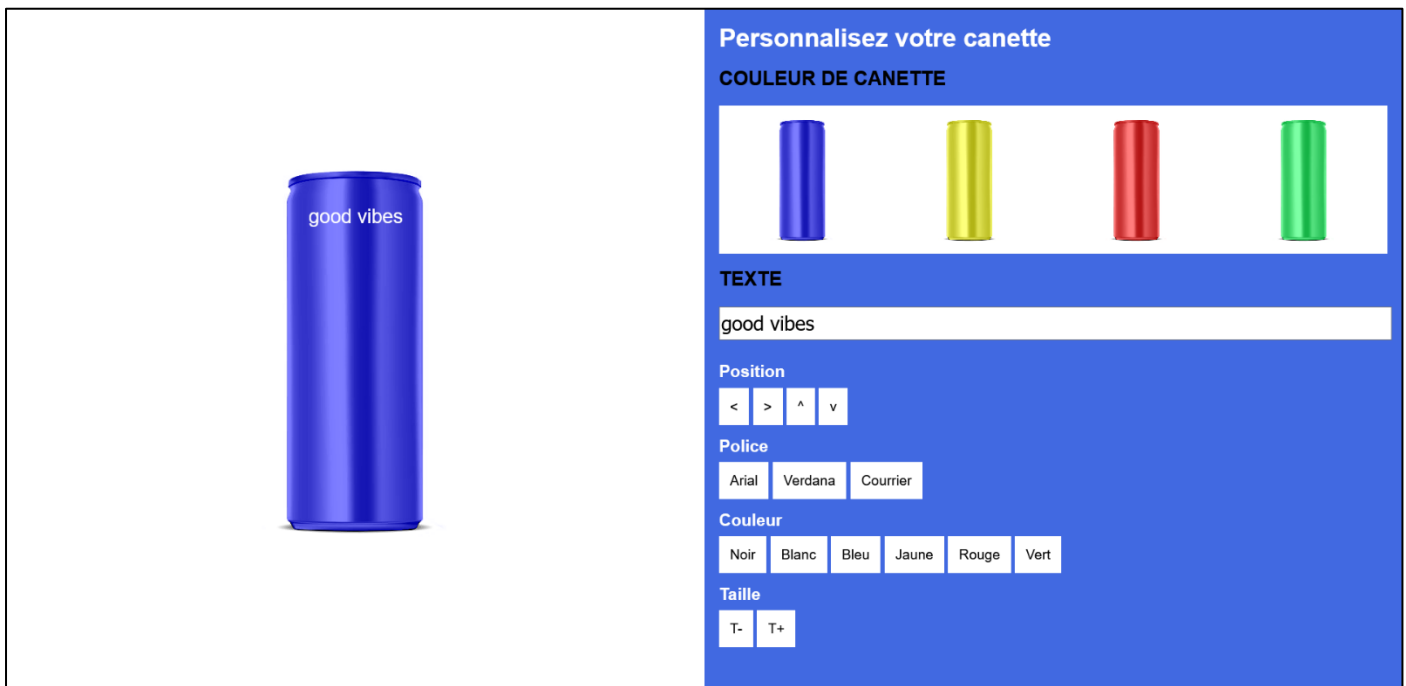 good vibes
Personnalisez votre canette
COULEUR DE CANETTE
TEXTE
good vibes
Position
< > ^ v
Police
Arial Verdana Courrier
Couleur
Noir Blanc Bleu Jaune Rouge Vert
Taille
T- T+